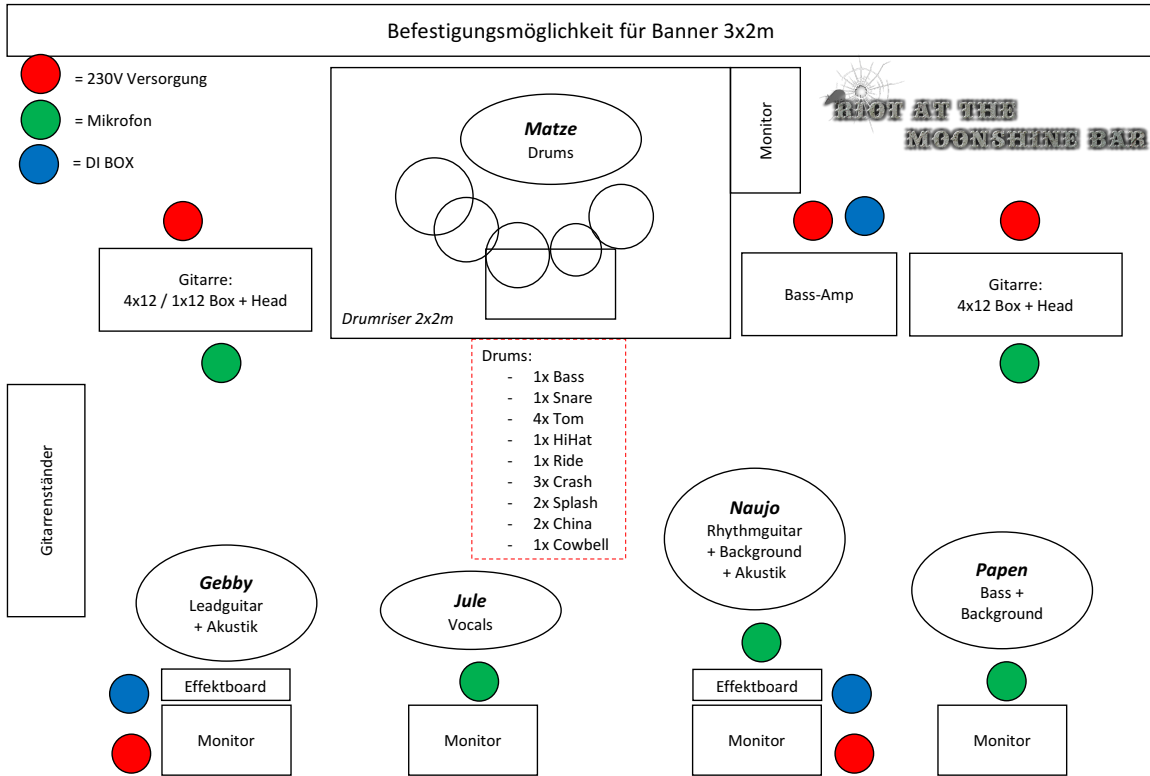 Befestigungsmöglichkeit für Banner 3x2m
= 230V Versorgung
= Mikrofon
= DI BOX
Matze
Drums
Monitor
RIOT AT THE
MOONSHINE BAR
Gitarre:
4x12 / 1x12 Box + Head
Drumriser 2x2m
Bass-Amp
Gitarre:
4x12 Box + Head
Drums:
- 1x Bass
- 1x Snare
- 4x Tom
- 1x HiHat
- 1x Ride
- 3x Crash
- 2x Splash
- 2x China
- 1x Cowbell
Gitarrenständer
Gebby
Leadguitar
+ Akustik
Jule
Vocals
Naujo
Rhythmguitar
+ Background
+ Akustik
Papen
Bass +
Background
Effektboard
Monitor
Monitor
Effektboard
Monitor
Monitor